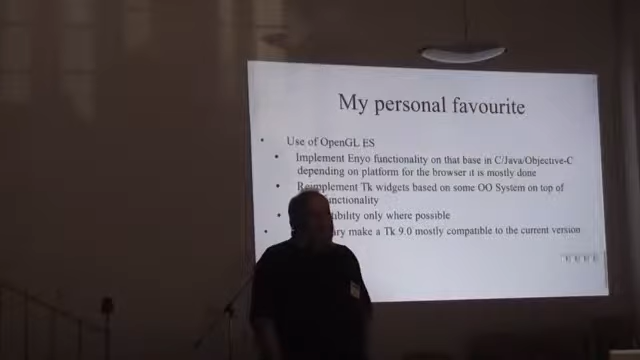 My personal favourite
Use of OpenGL ES
Implement Enyo functionality on that base in C/Java/Objective-C
depending on platform for the browser it is mostly done
Reimplement Tk widgets based on some OO System on top of
only where possible
make a Tk 9.0 mostly compatible to the current version